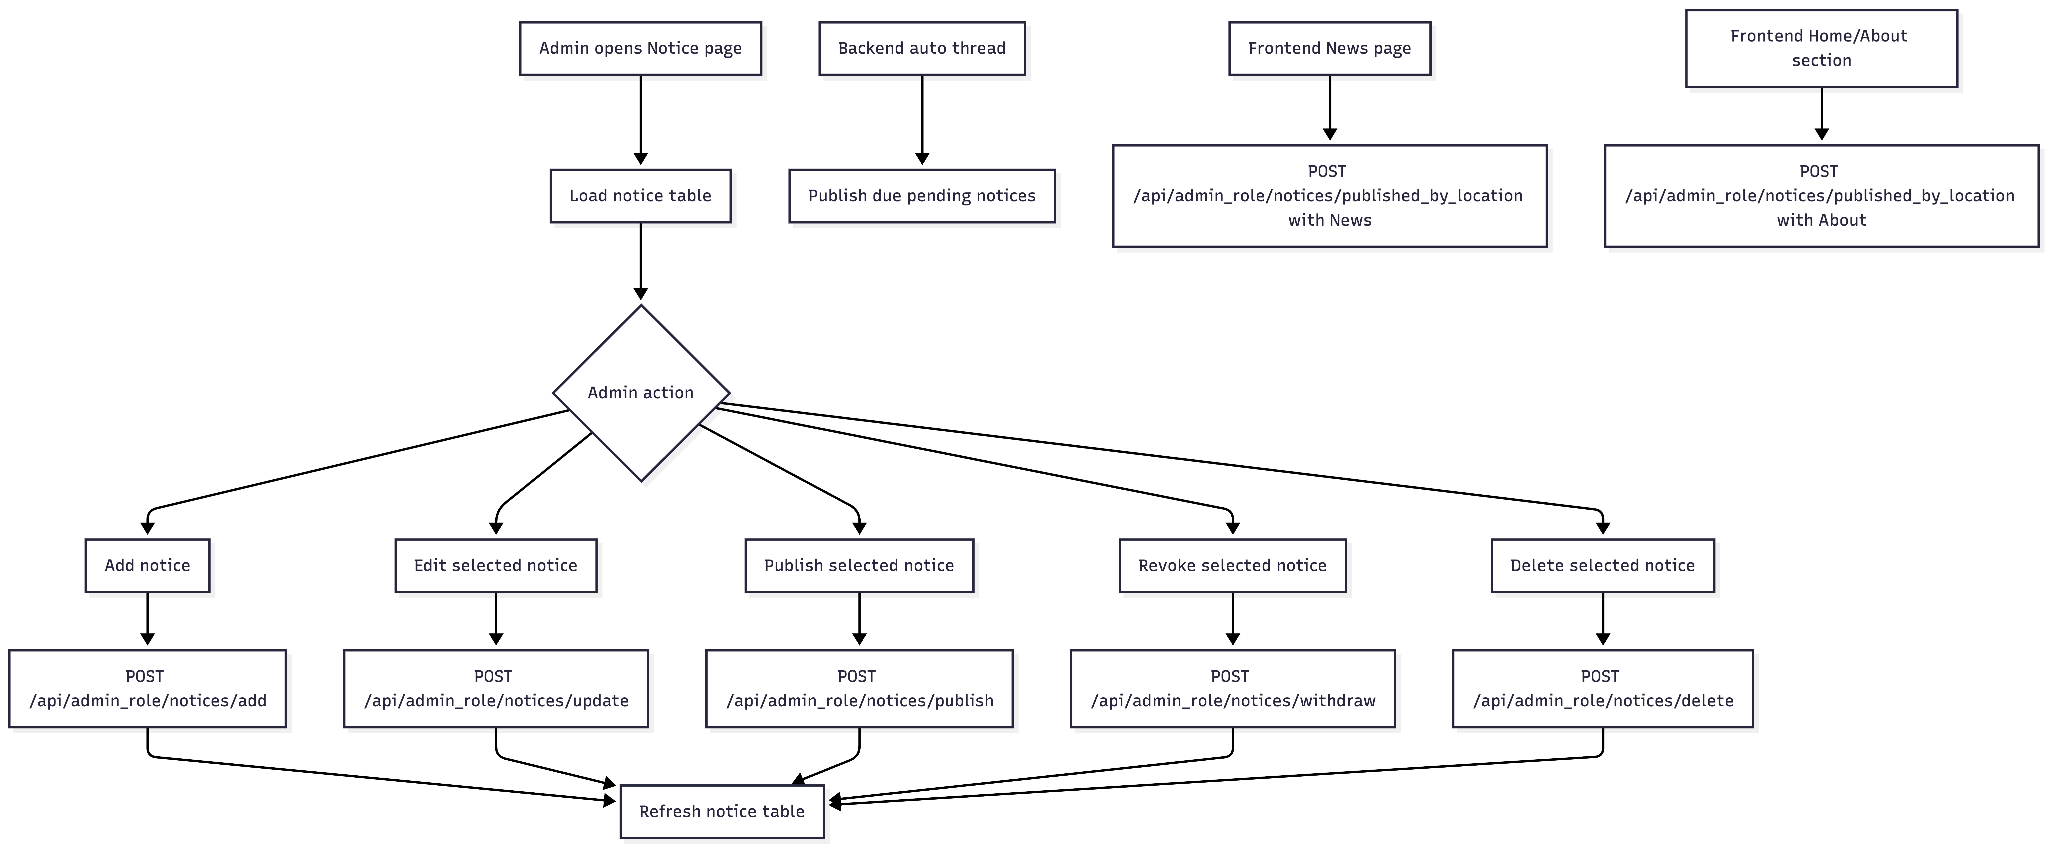 Admin opens Notice page
Backend auto thread
Frontend News page
Frontend Home/About
section
Load notice table
Publish due pending notices
POST
/api/admin_role/notices/published_by_location
with News
POST
/api/admin_role/notices/published_by_location
with About
Admin action
Add notice
Edit selected notice
Publish selected notice
Revoke selected notice
Delete selected notice
POST
/api/admin_role/notices/add
POST
/api/admin_role/notices/update
POST
/api/admin_role/notices/publish
POST
/api/admin_role/notices/withdraw
POST
/api/admin_role/notices/delete
Refresh notice table